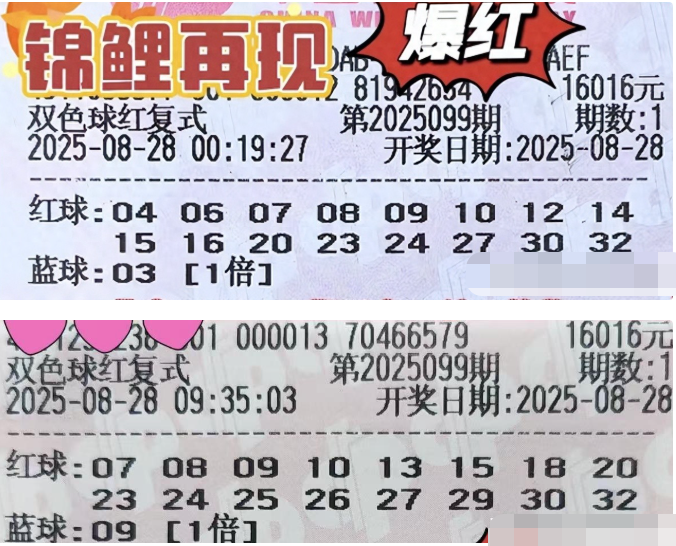 锦鲤再现
爆红
AEF
81942654 16016元
双色球红复式 第2025099期 期数:1
2025-08-28 00:19:27 开奖日期:2025-08-28
红球:04 06 07 08 09 10 12 14
15 16 20 23 24 27 30 32
蓝球:03 [1倍]
000013 70466579 16016元
双色球红复式 第2025099期 期数:1
2025-08-28 09:35:03 开奖日期:2025-08-28
红球:07 08 09 10 13 15 18 20
23 24 25 26 27 29 30 32
蓝球:09 [1倍]